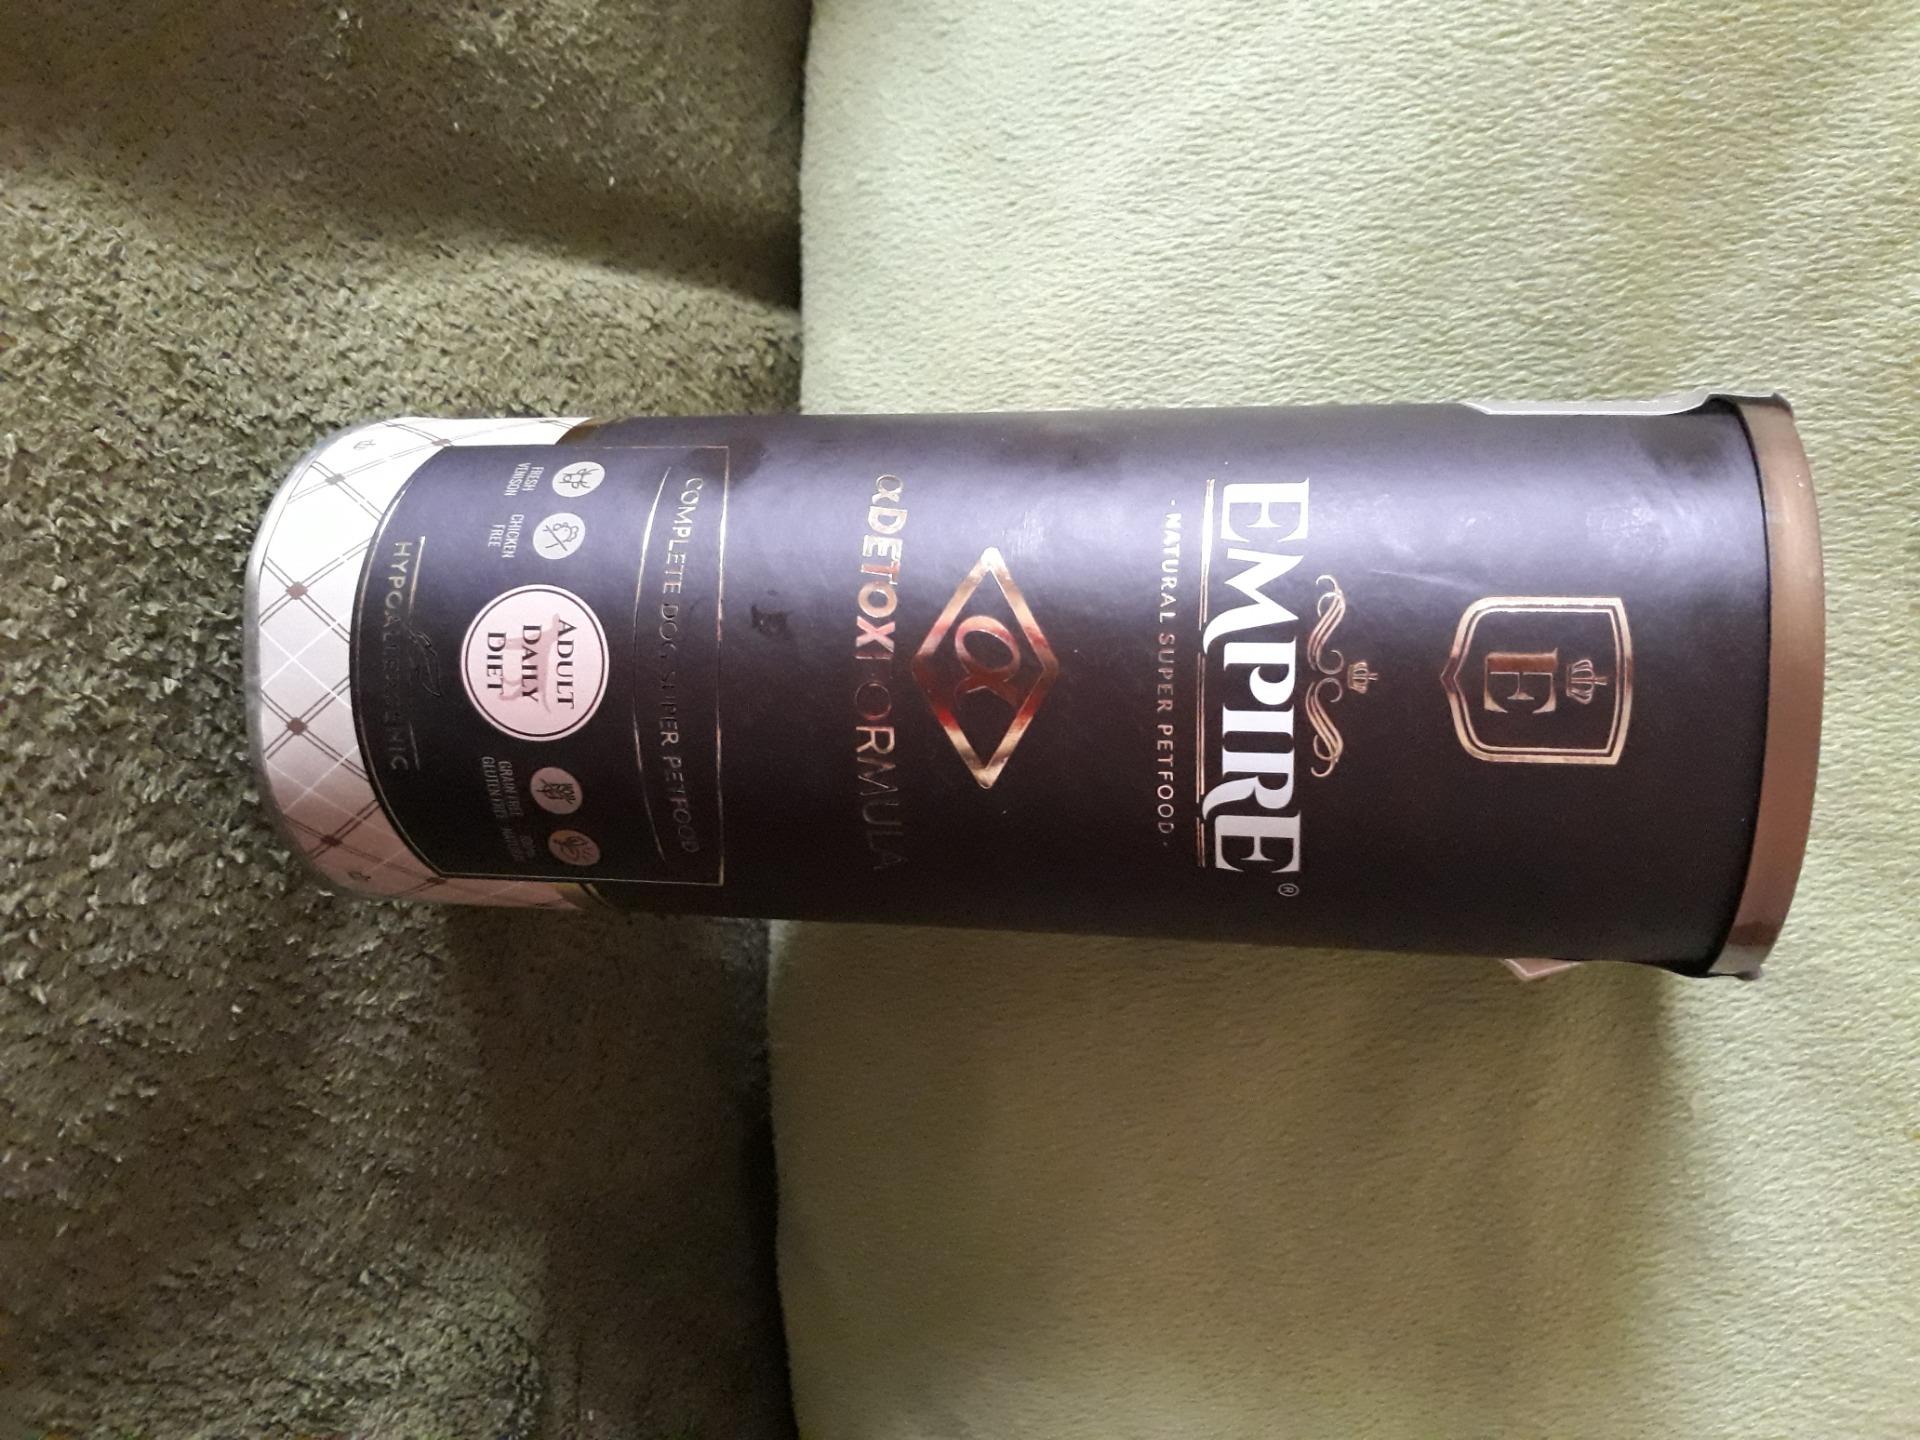 E
EMPIRE®
· NATURAL SUPER PETFOOD ·
α
αDETOX FORMULA
COMPLETE DOG SUPER PETFOOD
FRESH
VENISON
CHICKEN
FREE
ADULT
DAILY
DIET
GRAIN FREE
GLUTEN FREE
HYPOALLERGENIC